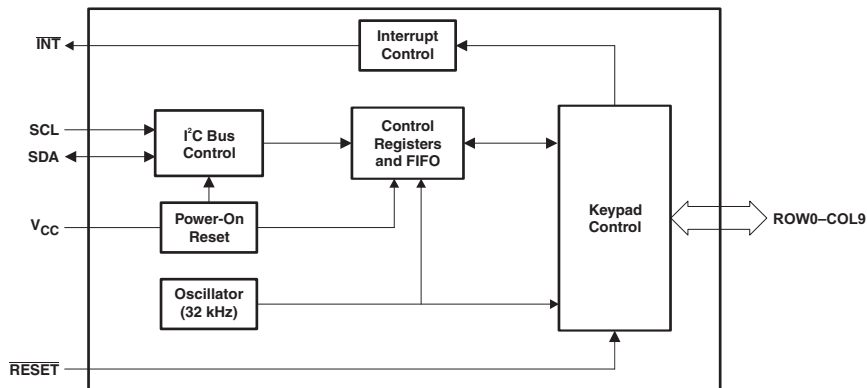 INT
Interrupt
Control
SCL
SDA
I²C Bus
Control
Control
Registers
and FIFO
Keypad
Control
ROW0–COL9
VCC
Power-On
Reset
Oscillator
(32 kHz)
RESET